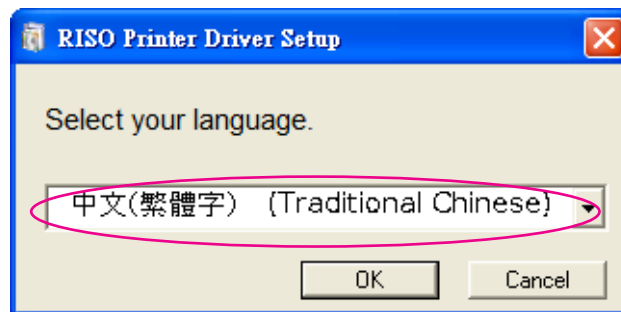 RISO Printer Driver Setup
Select your language.
中文(繁體字) (Traditional Chinese)
OK Cancel